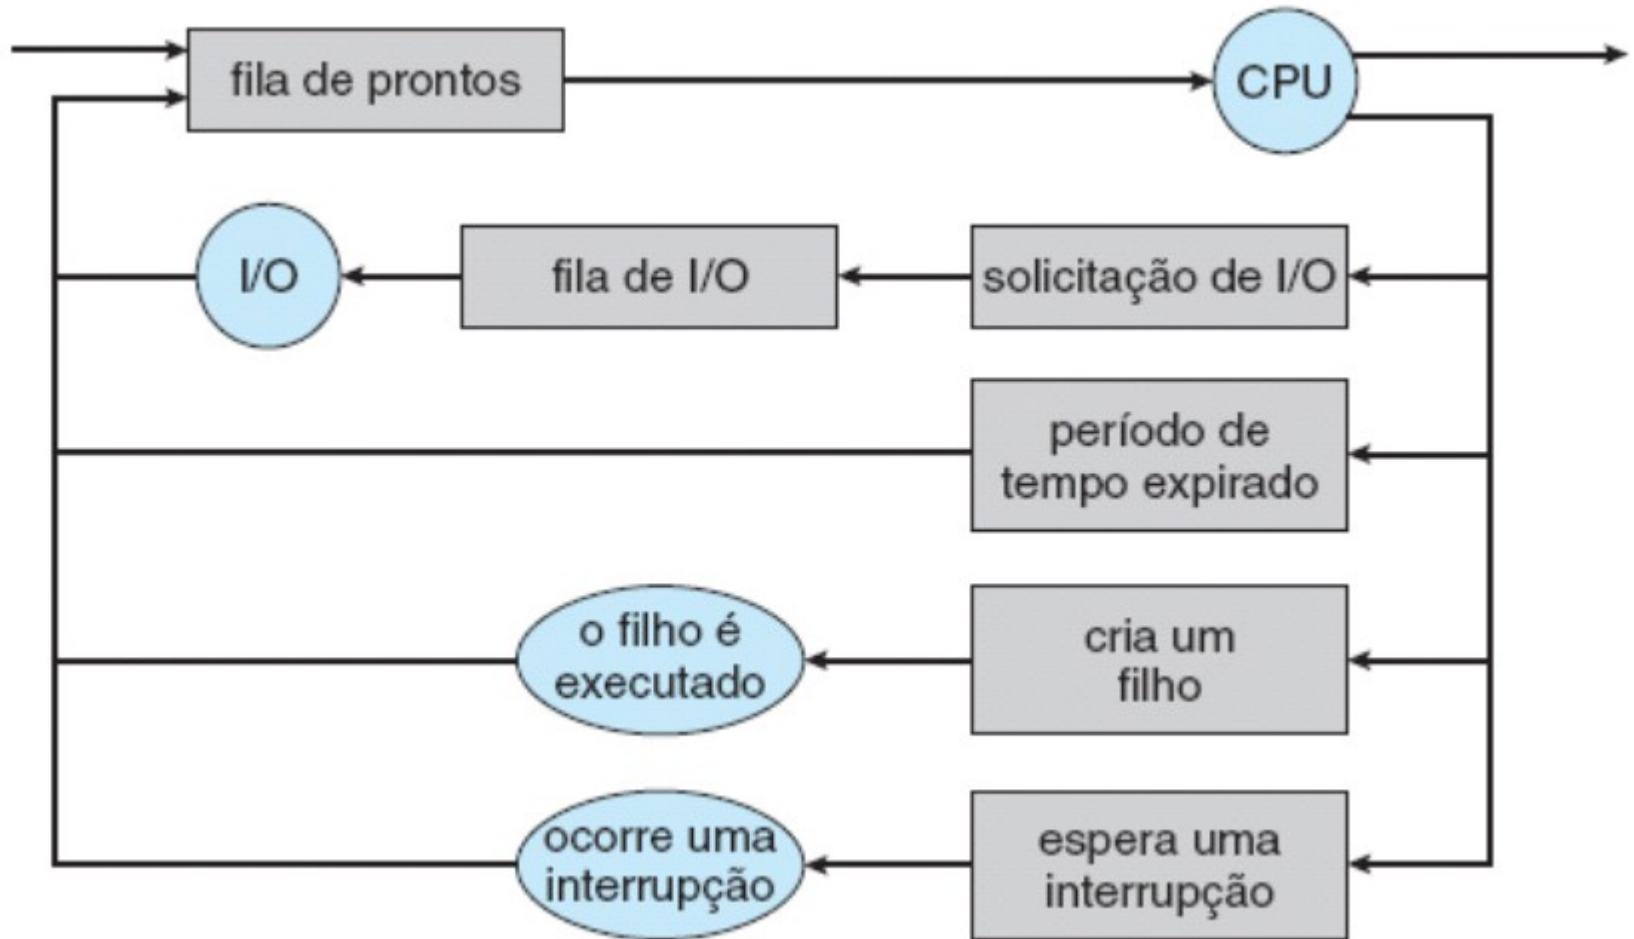 fila de prontos
CPU
I/O
fila de I/O
solicitação de I/O
período de
tempo expirado
o filho é
executado
cria um
filho
ocorre uma
interrupção
espera uma
interrupção